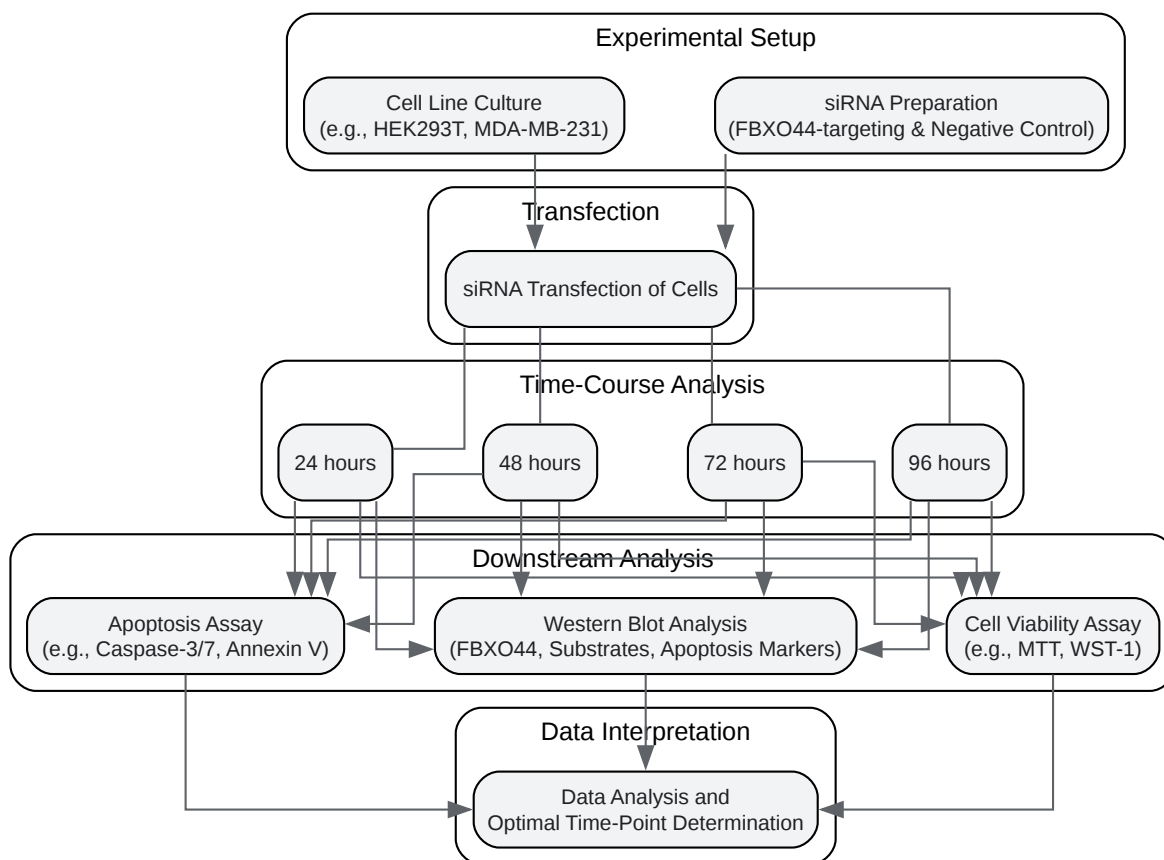 Experimental Setup
Cell Line Culture
(e.g., HEK293T, MDA-MB-231)
siRNA Preparation
(FBXO44-targeting & Negative Control)
Transfection
siRNA Transfection of Cells
Time-Course Analysis
24 hours
48 hours
72 hours
96 hours
Downstream Analysis
Apoptosis Assay
(e.g., Caspase-3/7, Annexin V)
Western Blot Analysis
(FBXO44, Substrates, Apoptosis Markers)
Cell Viability Assay
(e.g., MTT, WST-1)
Data Interpretation
Data Analysis and
Optimal Time-Point Determination